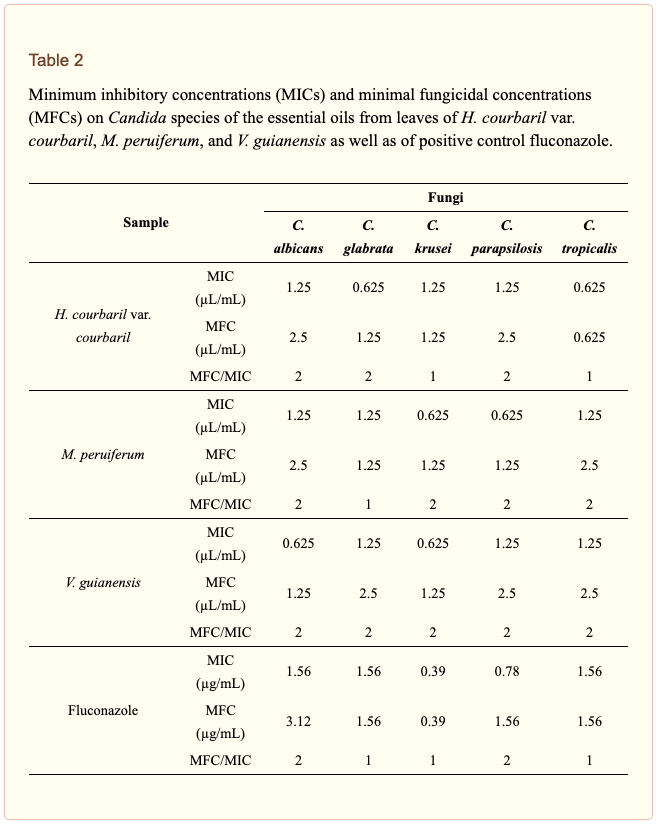 Table 2
Minimum inhibitory concentrations (MICs) and minimal fungicidal concentrations
(MFCs) on Candida species of the essential oils from leaves of H. courbaril var.
courbaril, M. peruiferum, and V. guianensis as well as of positive control fluconazole.
Sample
Fungi
C. albicans C. glabrata C. krusei C. parapsilosis C. tropicalis
H. courbaril var. courbaril
MIC (µL/mL) 1.25 0.625 1.25 1.25 0.625
MFC (µL/mL) 2.5 1.25 1.25 2.5 0.625
MFC/MIC 2 2 1 2 1
M. peruiferum
MIC (µL/mL) 1.25 1.25 0.625 0.625 1.25
MFC (µL/mL) 2.5 1.25 1.25 1.25 2.5
MFC/MIC 2 1 2 2 2
V. guianensis
MIC (µL/mL) 0.625 1.25 0.625 1.25 1.25
MFC (µL/mL) 1.25 2.5 1.25 2.5 2.5
MFC/MIC 2 2 2 2 2
Fluconazole
MIC (µg/mL) 1.56 1.56 0.39 0.78 1.56
MFC (µg/mL) 3.12 1.56 0.39 1.56 1.56
MFC/MIC 2 1 1 2 1